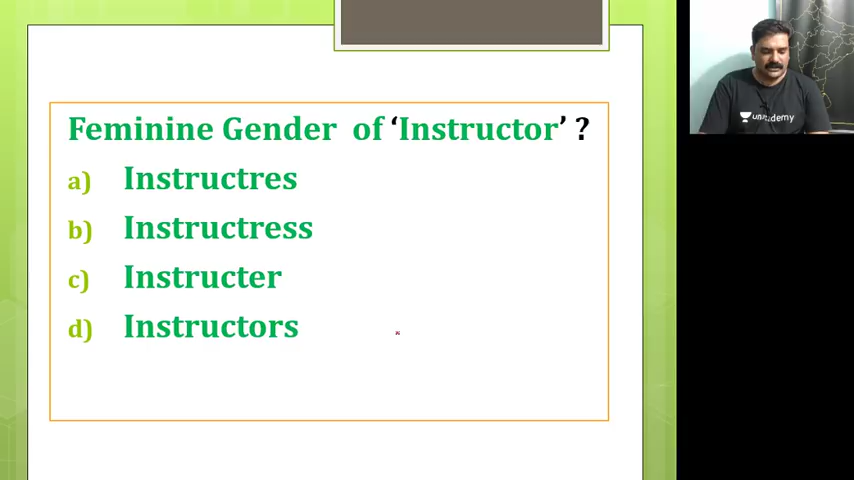 Feminine Gender of ‘Instructor’ ?
a) Instructres
b) Instructress
c) Instructer
d) Instructors
unacademy